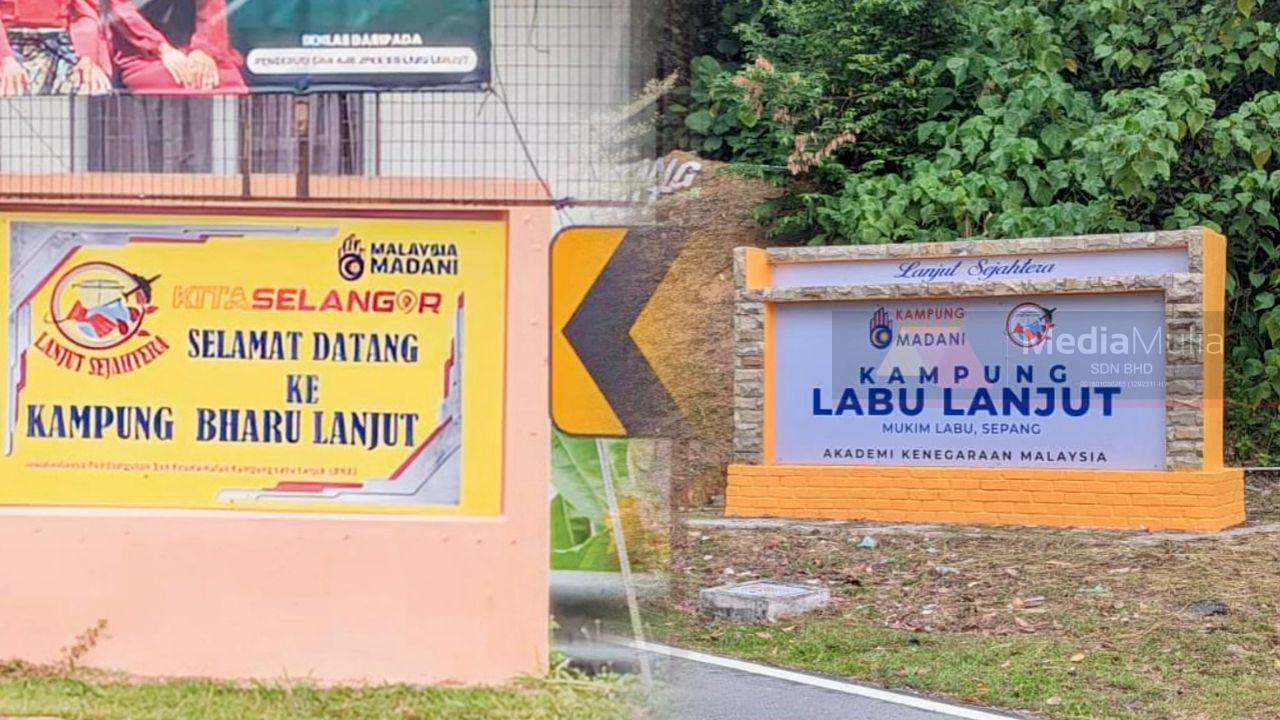 IKHLAS DARIPADA
MALAYSIA
MADANI
KITASELANGOR
LANJUT SEJAHTERA
SELAMAT DATANG
KE
KAMPUNG BHARU LANJUT
Lanjut Sejahtera
KAMPUNG
MADANI
KAMPUNG
LABU LANJUT
MUKIM LABU, SEPANG
AKADEMI KENEGARAAN MALAYSIA
MediaMulia
SDN BHD